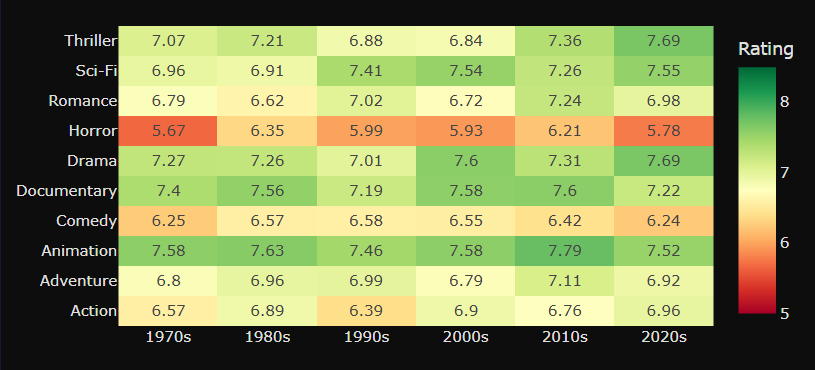 Thriller 7.07 7.21 6.88 6.84 7.36 7.69
Rating
Sci-Fi 6.96 6.91 7.41 7.54 7.26 7.55
Romance 6.79 6.62 7.02 6.72 7.24 6.98
8
Horror 5.67 6.35 5.99 5.93 6.21 5.78
Drama 7.27 7.26 7.01 7.6 7.31 7.69
7
Documentary 7.4 7.56 7.19 7.58 7.6 7.22
Comedy 6.25 6.57 6.58 6.55 6.42 6.24
6
Animation 7.58 7.63 7.46 7.58 7.79 7.52
Adventure 6.8 6.96 6.99 6.79 7.11 6.92
Action 6.57 6.89 6.39 6.9 6.76 6.96
5
1970s 1980s 1990s 2000s 2010s 2020s